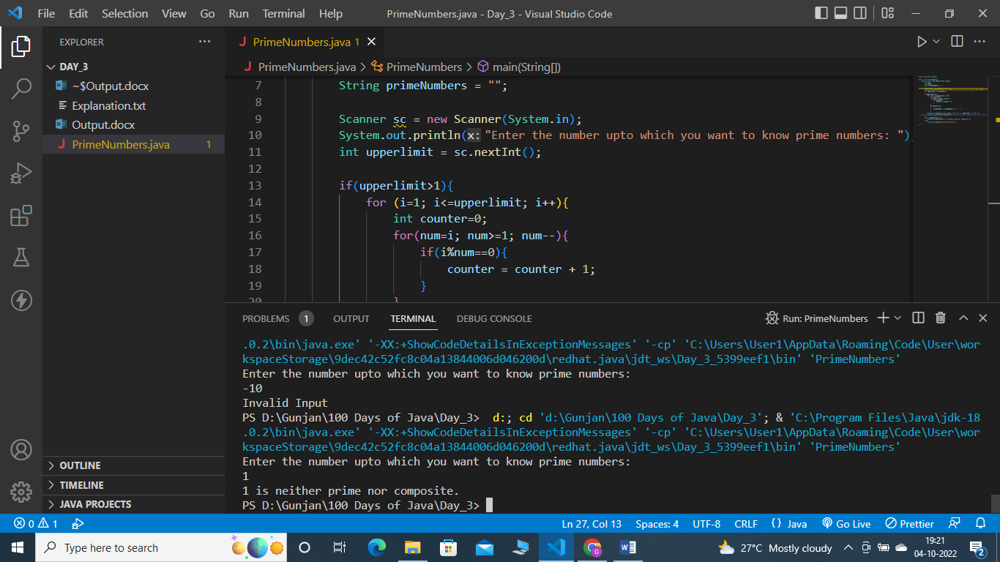 File Edit Selection View Go Run Terminal Help PrimeNumbers.java - Day_3 - Visual Studio Code
EXPLORER
DAY_3
~$Output.docx
Explanation.txt
Output.docx
PrimeNumbers.java 1
OUTLINE
TIMELINE
JAVA PROJECTS
PrimeNumbers.java 1
PrimeNumbers.java > PrimeNumbers > main(String[])
7 String primeNumbers = "";
8
9 Scanner sc = new Scanner(System.in);
10 System.out.println(x: "Enter the number upto which you want to know prime numbers: ")
11 int upperlimit = sc.nextInt();
12
13 if(upperlimit>1){
14 for (i=1; i<=upperlimit; i++){
15 int counter=0;
16 for(num=i; num>=1; num--){
17 if(i%num==0){
18 counter = counter + 1;
19 }
20 }
PROBLEMS 1 OUTPUT TERMINAL DEBUG CONSOLE Run: PrimeNumbers
.0.2\bin\java.exe' '-XX:+ShowCodeDetailsInExceptionMessages' '-cp' 'C:\Users\User1\AppData\Roaming\Code\User\wor
kspaceStorage\9dec42c52fc8c04a13844006d046200d\redhat.java\jdt_ws\Day_3_5399eef1\bin' 'PrimeNumbers'
Enter the number upto which you want to know prime numbers:
-10
Invalid Input
PS D:\Gunjan\100 Days of Java\Day_3>  d:; cd 'd:\Gunjan\100 Days of Java\Day_3'; & 'C:\Program Files\Java\jdk-18
.0.2\bin\java.exe' '-XX:+ShowCodeDetailsInExceptionMessages' '-cp' 'C:\Users\User1\AppData\Roaming\Code\User\wor
kspaceStorage\9dec42c52fc8c04a13844006d046200d\redhat.java\jdt_ws\Day_3_5399eef1\bin' 'PrimeNumbers'
Enter the number upto which you want to know prime numbers:
1
1 is neither prime nor composite.
PS D:\Gunjan\100 Days of Java\Day_3>
0 1 Ln 27, Col 13 Spaces: 4 UTF-8 CRLF {} Java Go Live Prettier
Type here to search 27°C Mostly cloudy 19:21
04-10-2022 2